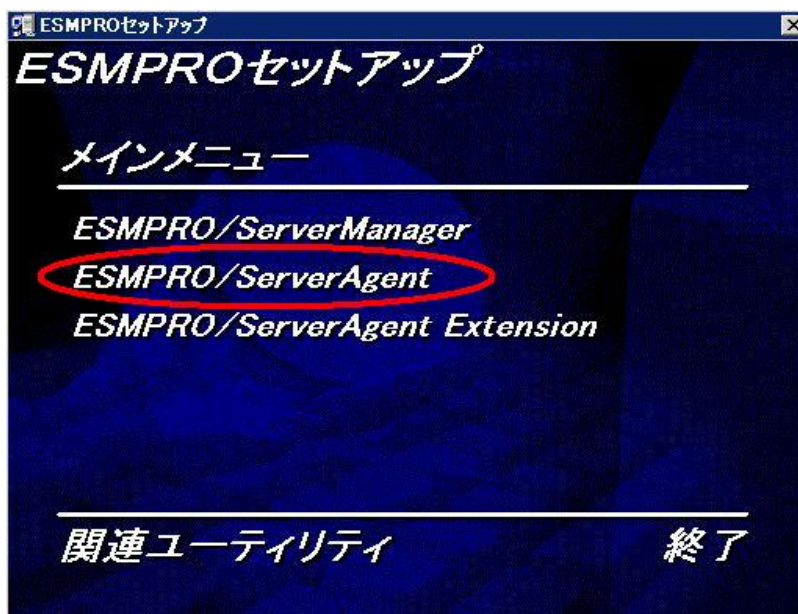 ESMPROセットアップ
ESMPROセットアップ
メインメニュー
ESMPRO/ServerManager
ESMPRO/ServerAgent
ESMPRO/ServerAgent Extension
関連ユーティリティ 終了